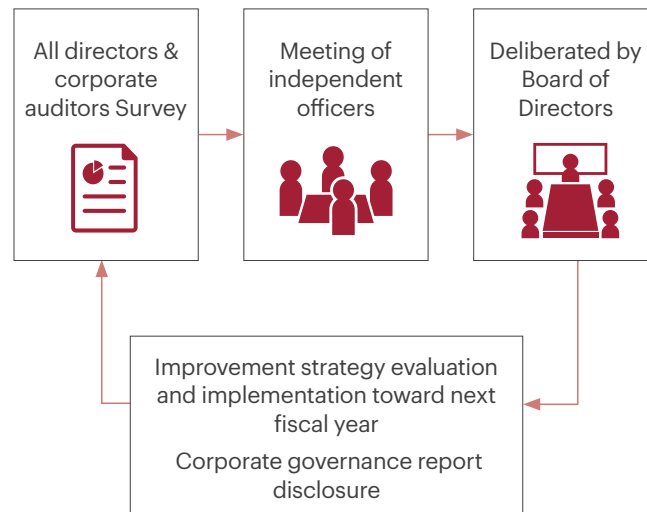 All directors &
corporate
auditors Survey
Meeting of
independent
officers
Deliberated by
Board of
Directors
Improvement strategy evaluation
and implementation toward next
fiscal year
Corporate governance report
disclosure